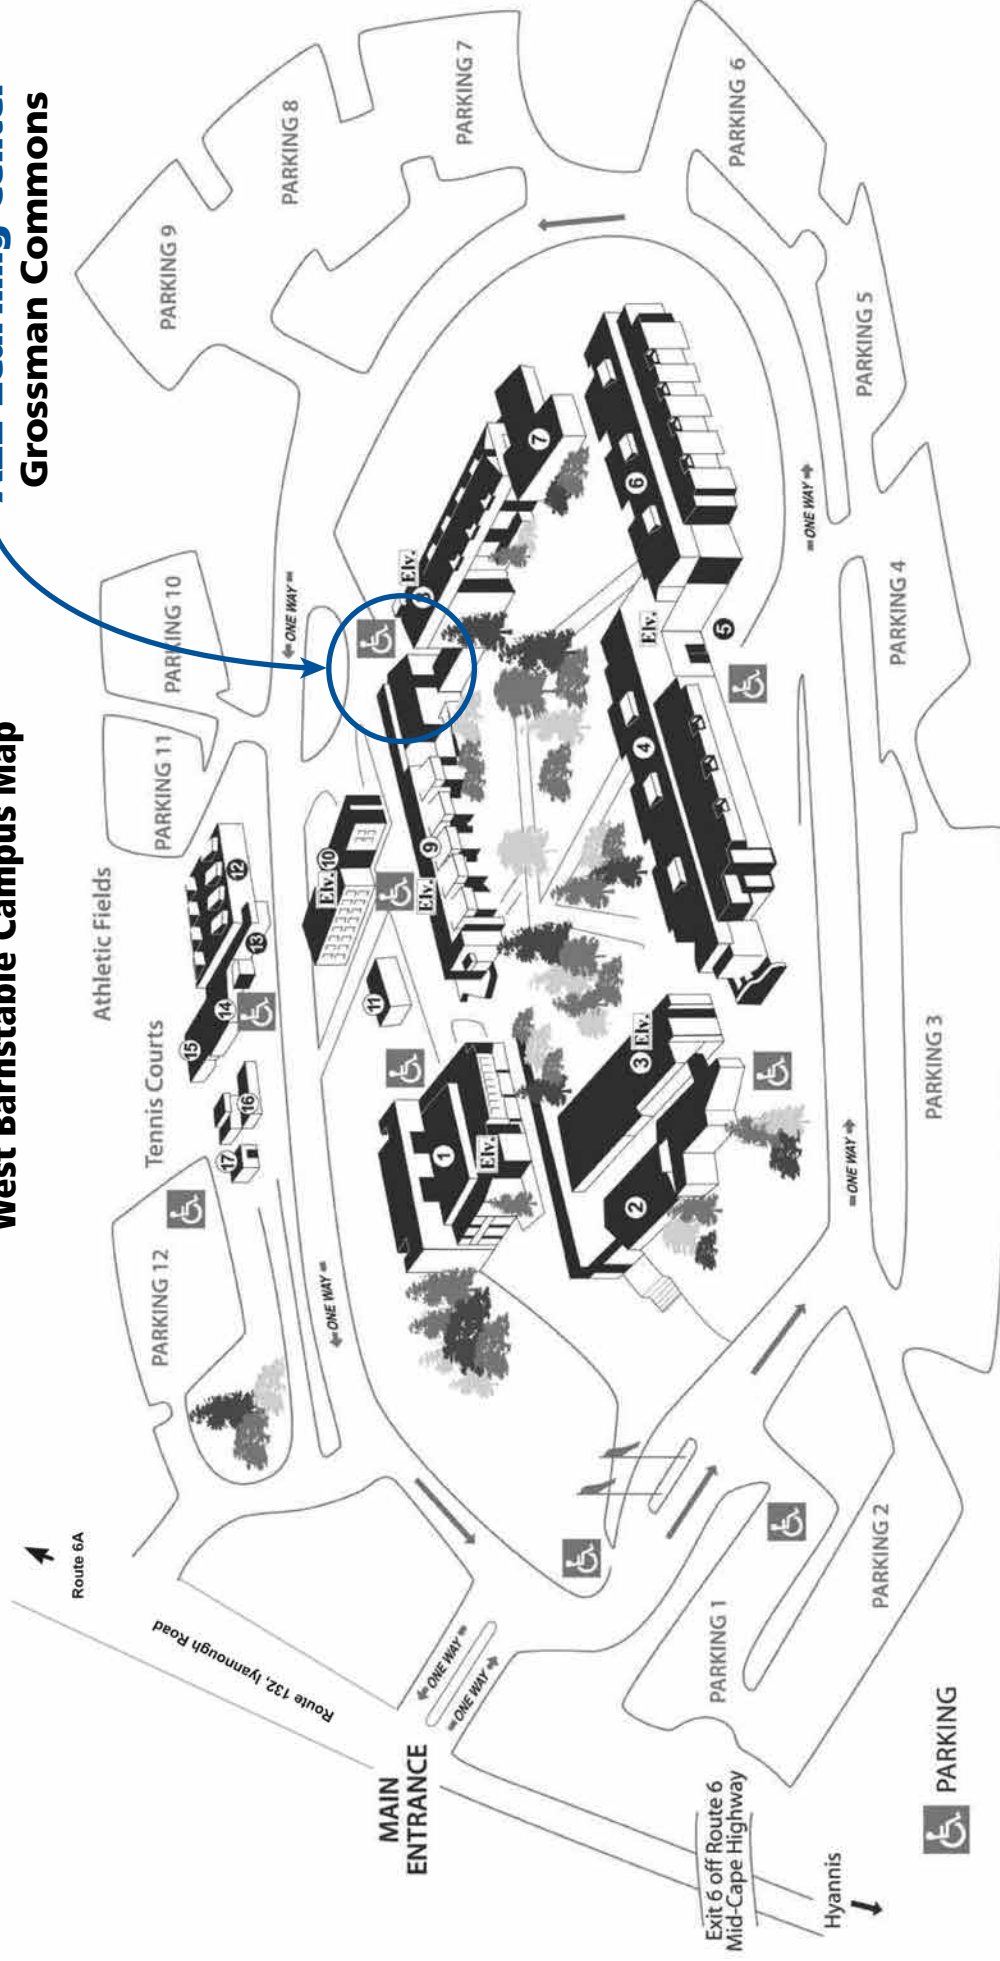 West Barnstable Campus Map
Learning Center
Grossman Commons
Route 6A
Route 132, Iyannough Road
MAIN
ENTRANCE
ONE WAY
ONE WAY
Exit 6 off Route 6
Mid-Cape Highway
Hyannis
PARKING
PARKING 1
PARKING 2
PARKING 3
PARKING 4
PARKING 5
PARKING 6
PARKING 7
PARKING 8
PARKING 9
PARKING 10
PARKING 11
PARKING 12
Athletic Fields
Tennis Courts
ONE WAY
ONE WAY
ONE WAY
ONE WAY
1
Elv.
2
3 Elv.
4
5
Elv.
6
7
8
Elv.
9
Elv.
10
Elv.
11
12
13
14
15
16
17